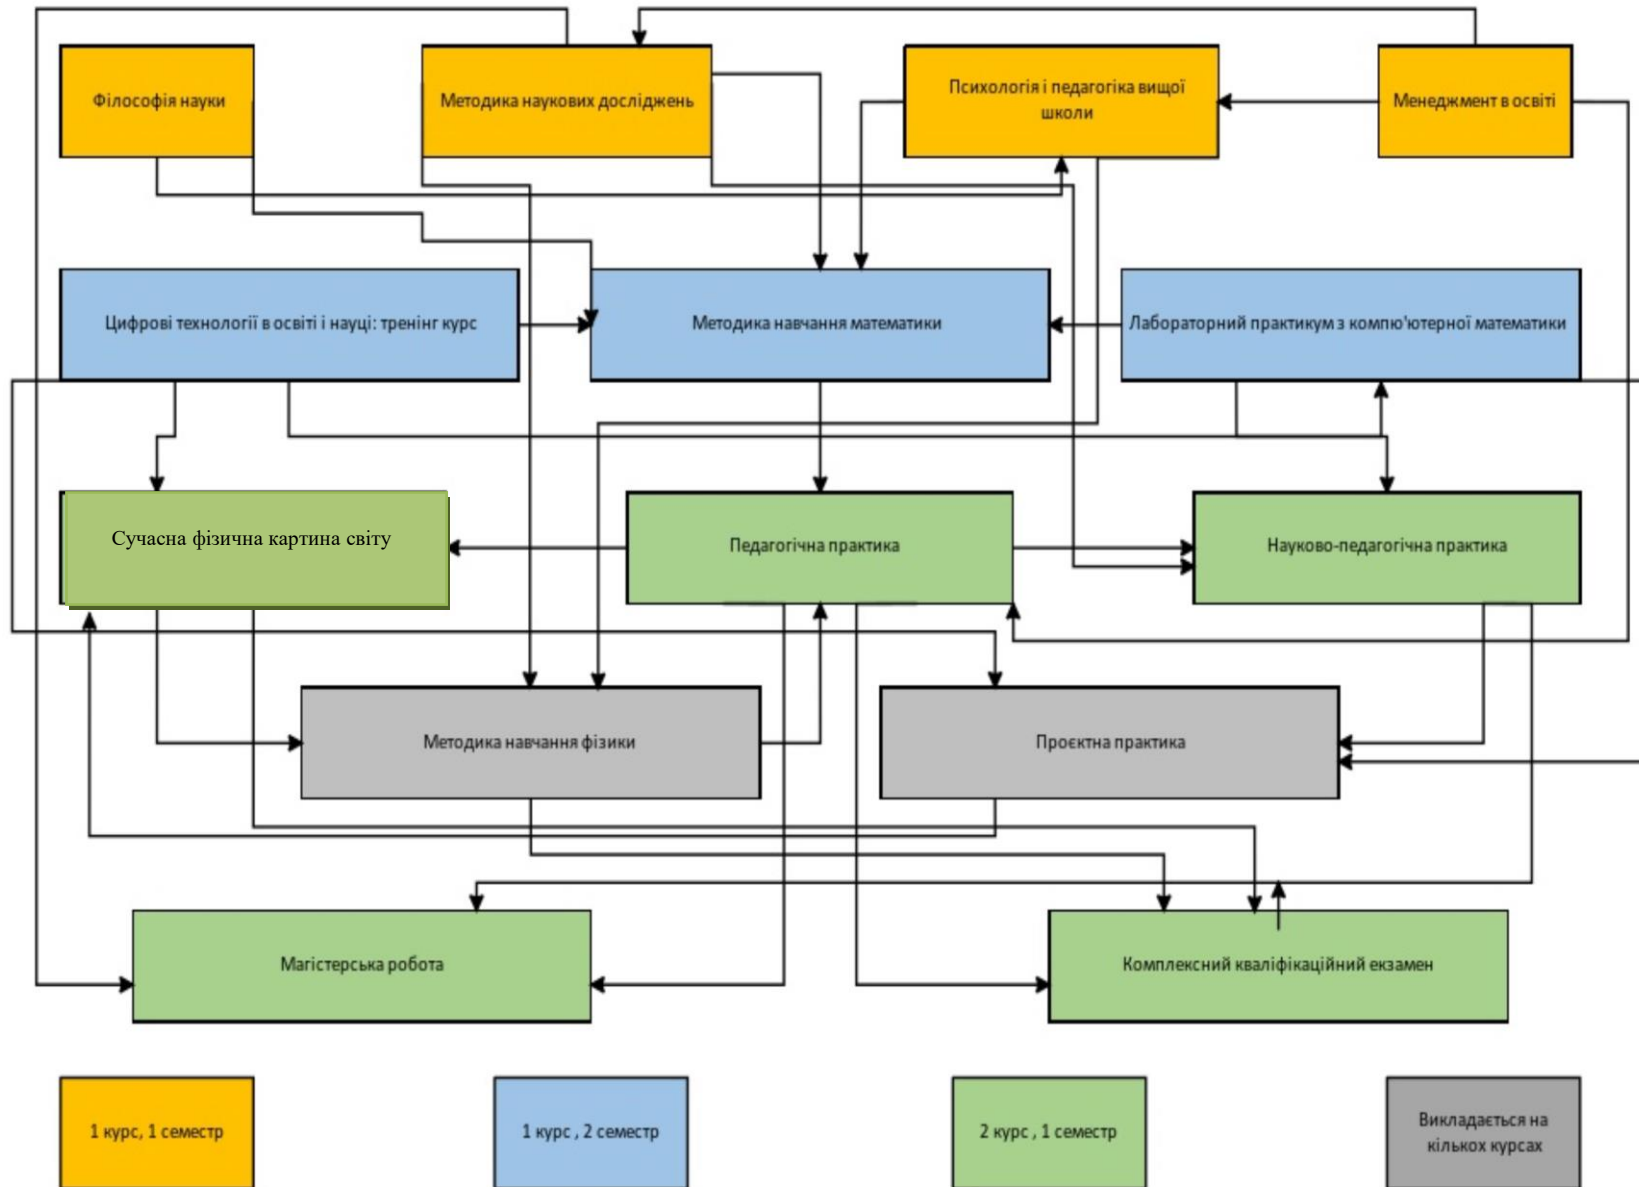 Філософія науки
Методика наукових досліджень
Психологія і педагогіка вищої
школи
Менеджмент в освіті
Цифрові технології в освіті і науці: тренінг курс
Методика навчання математики
Лабораторний практикум з компю'ютерної математики
Сучасна фізична картина світу
Педагогічна практика
Науково-педагогічна практика
Методика навчання фізики
Проєктна практика
Магістерська робота
Комплексний кваліфікаційний екзамен
1 курс, 1 семестр
1 курс , 2 семестр
2 курс , 1 семестр
Викладається на
кількох курсах